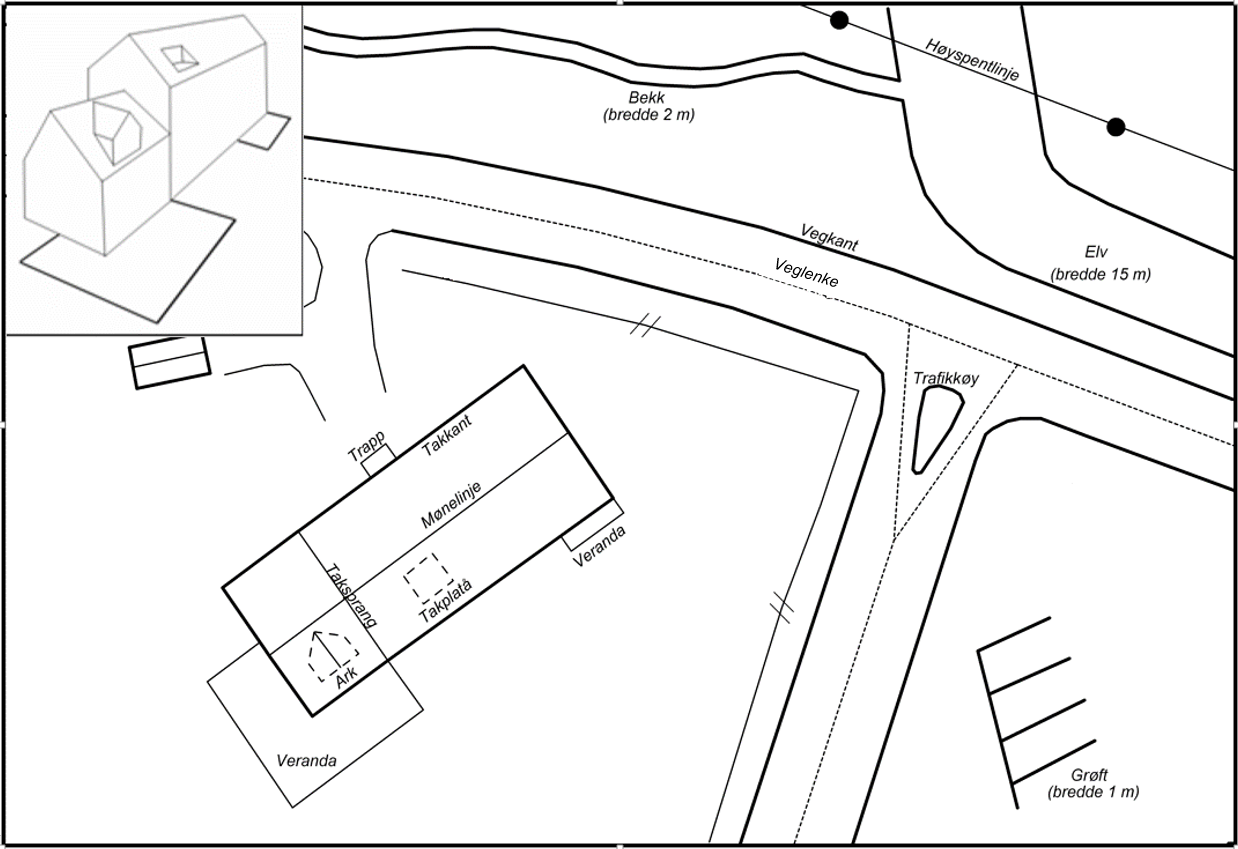 Høyspentlinje
Bekk
(bredde 2 m)
Vegkant
Elv
(bredde 15 m)
Veglenke
Trafikkøy
Trapp
Takkant
Mønelinje
Veranda
Taksprang
Takplatå
Ark
Veranda
Grøft
(bredde 1 m)